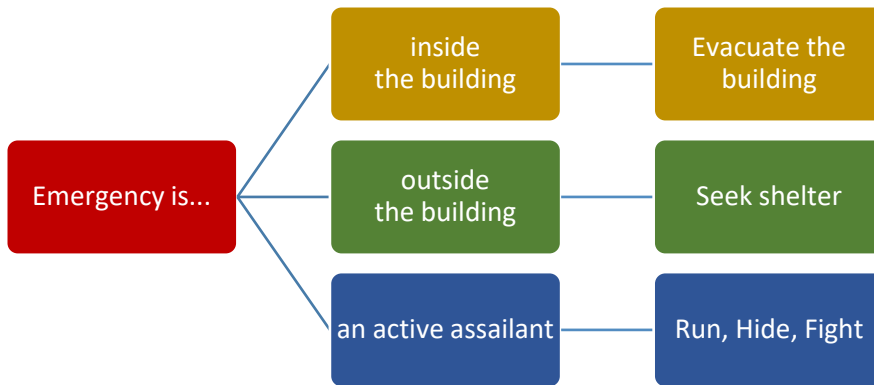 inside
the building
Evacuate the
building
Emergency is...
outside
the building
Seek shelter
an active assailant
Run, Hide, Fight